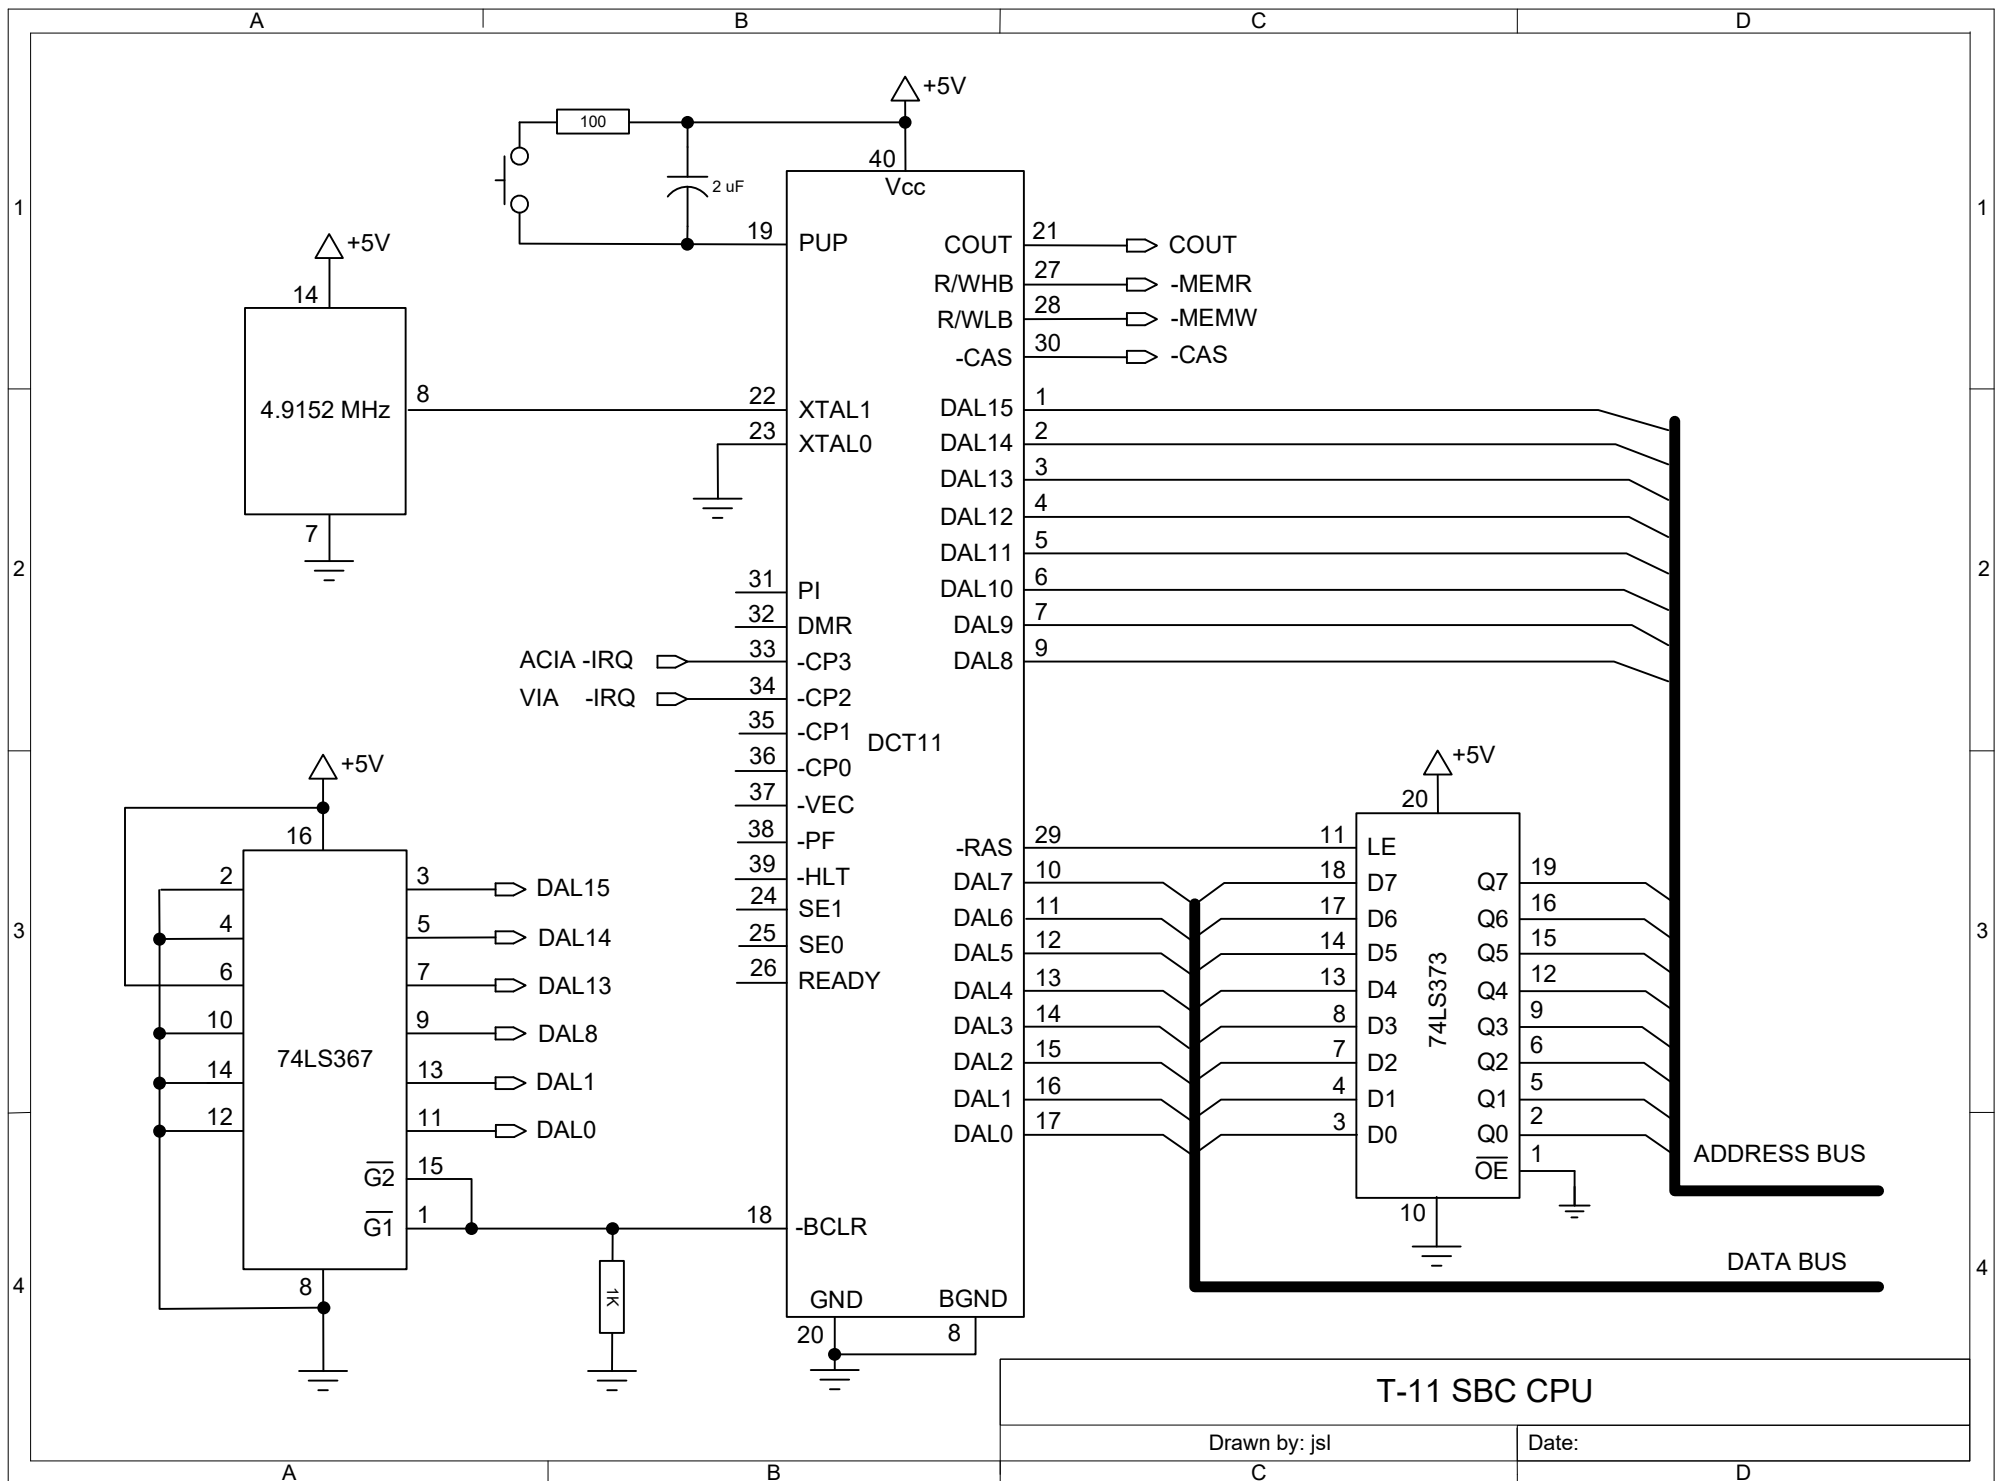 A B C D
+5V
100
40
Vcc
2 uF
1 1
19 PUP COUT 21 COUT
+5V
R/WHB 27 -MEMR
14
R/WLB 28 -MEMW
-CAS 30 -CAS
4.9152 MHz 8 22 XTAL1 DAL15 1
23 XTAL0 DAL14 2
DAL13 3
DAL12 4
7
DAL11 5
2 2
31 PI DAL10 6
32 DMR DAL9 7
ACIA -IRQ 33 -CP3 DAL8 9
VIA -IRQ 34 -CP2
35 -CP1
DCT11
+5V
36 -CP0
+5V
37 -VEC
20
16 38 -PF
-RAS 29 11 LE
2 3 DAL15 39 -HLT DAL7 10 18 D7 Q7 19
24 SE1
DAL6 11 17 D6 Q6 16
3 3
4 5 DAL14 25 SE0
DAL5 12 14 D5 Q5 15
6 7 DAL13 26 READY
DAL4 13 13 D4 Q4 12
74LS373
10 9 DAL8 DAL3 14 8 D3 Q3 9
74LS367
DAL2 15 7 D2 Q2 6
14 13 DAL1 DAL1 16 4 D1 Q1 5
12 11 DAL0 DAL0 17 3 D0 Q0 2
ADDRESS BUS
G2 15 OE 1
G1 1 18 -BCLR 10
DATA BUS
4 4
8 1K
GND BGND
20 8
T-11 SBC CPU
Drawn by: jsl Date:
A B C D